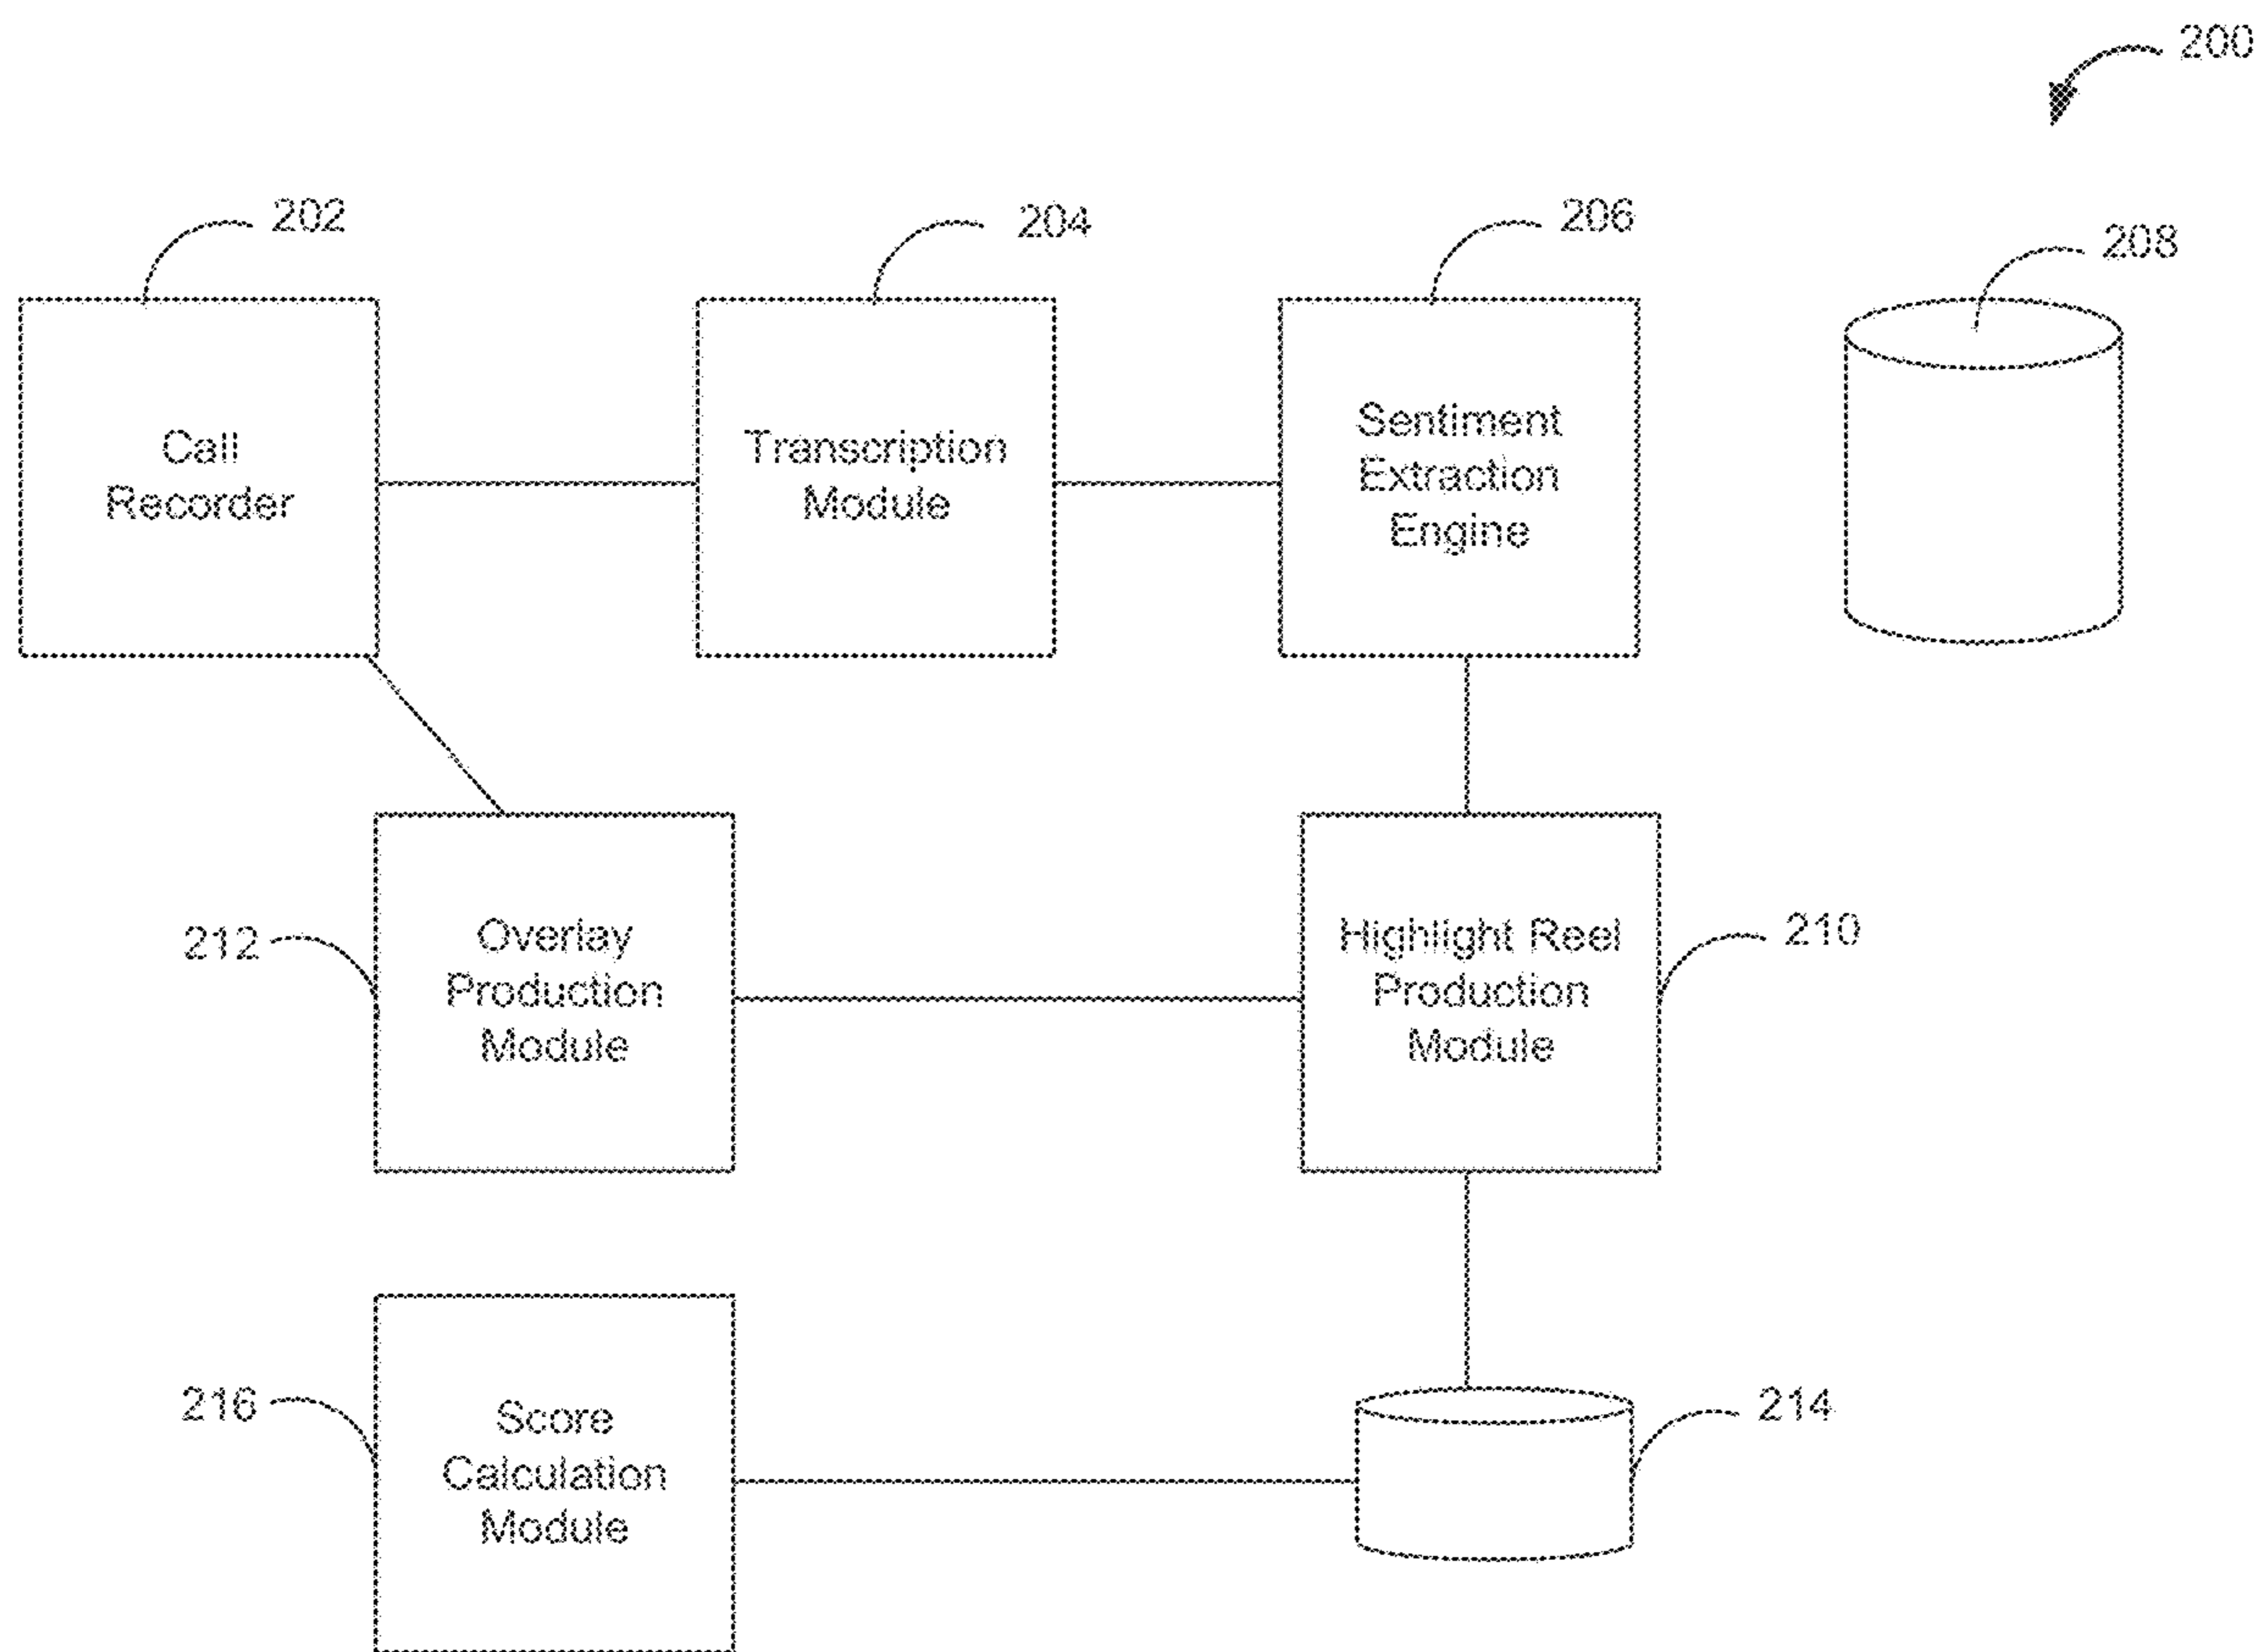 200
202
204
206
208
Call
Recorder
Transcription
Module
Sentiment
Extraction
Engine
212
Overlay
Production
Module
Highlight Reel
Production
Module
210
216
Score
Calculation
Module
214